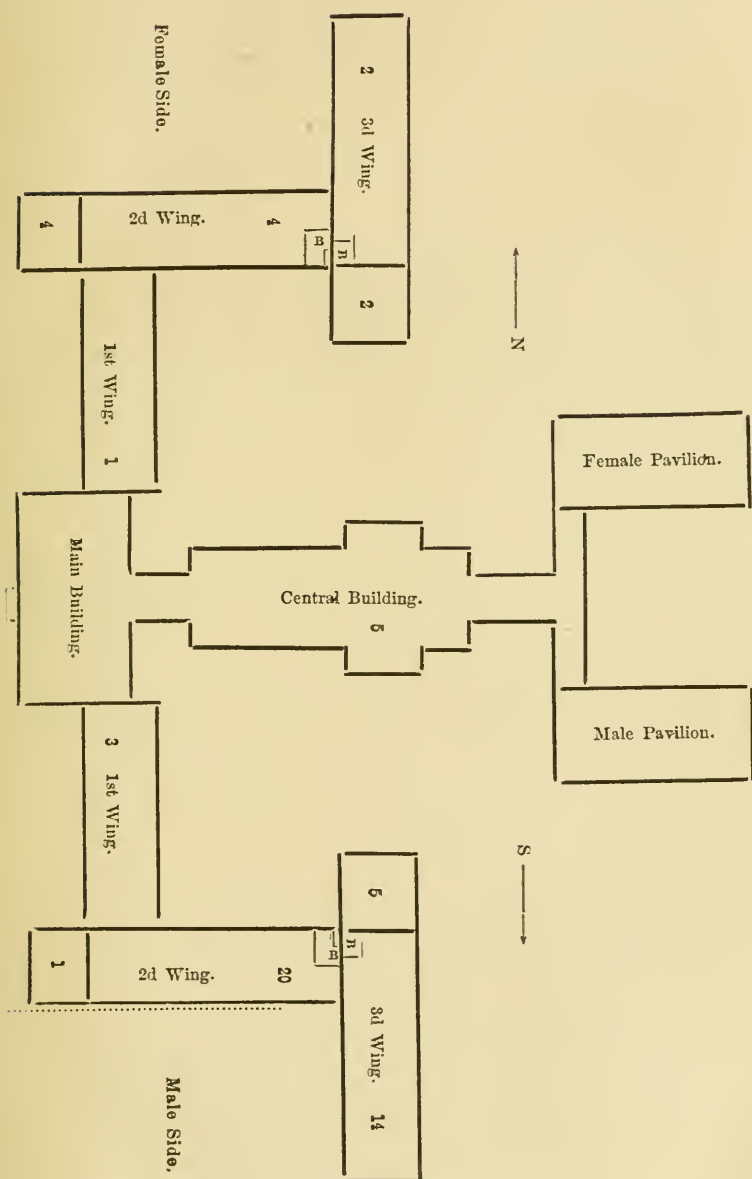 Female Side.
2
3d Wing.
2
4
2d Wing.
4
B
B
1st Wing.
1
N
Female Pavilion.
Main Building.
Central Building.
5
Male Pavilion.
3
1st Wing.
S
5
3d Wing.
14
1
2d Wing.
20
B
B
Male Side.